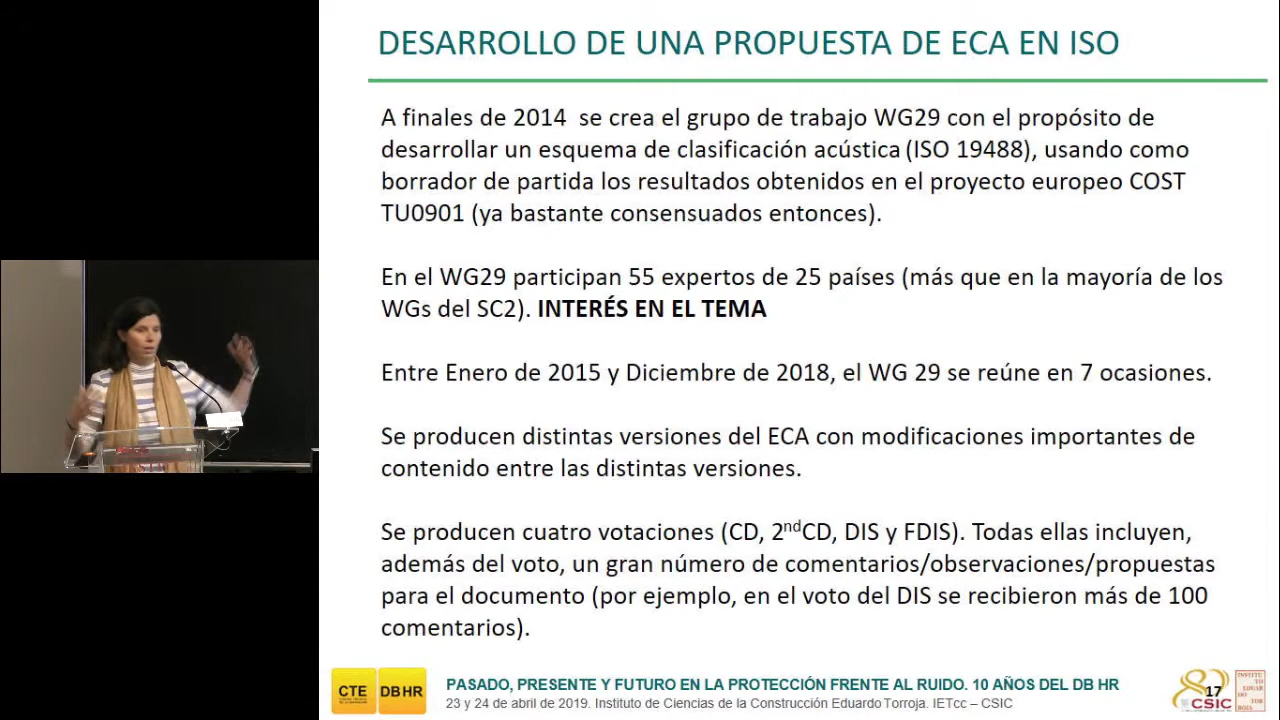 DESARROLLO DE UNA PROPUESTA DE ECA EN ISO
A finales de 2014 se crea el grupo de trabajo WG29 con el propósito de
desarrollar un esquema de clasificación acústica (ISO 19488), usando como
borrador de partida los resultados obtenidos en el proyecto europeo COST
TU0901 (ya bastante consensuados entonces).
En el WG29 participan 55 expertos de 25 países (más que en la mayoría de los
WGs del SC2). INTERÉS EN EL TEMA
Entre Enero de 2015 y Diciembre de 2018, el WG 29 se reúne en 7 ocasiones.
Se producen distintas versiones del ECA con modificaciones importantes de
contenido entre las distintas versiones.
Se producen cuatro votaciones (CD, 2ndCD, DIS y FDIS). Todas ellas incluyen,
además del voto, un gran número de comentarios/observaciones/propuestas
para el documento (por ejemplo, en el voto del DIS se recibieron más de 100
comentarios).
CTE
DB HR
PASADO, PRESENTE Y FUTURO EN LA PROTECCIÓN FRENTE AL RUIDO. 10 AÑOS DEL DB HR
23 y 24 de abril de 2019. Instituto de Ciencias de la Construcción Eduardo Torroja. IETcc – CSIC
17
CSIC